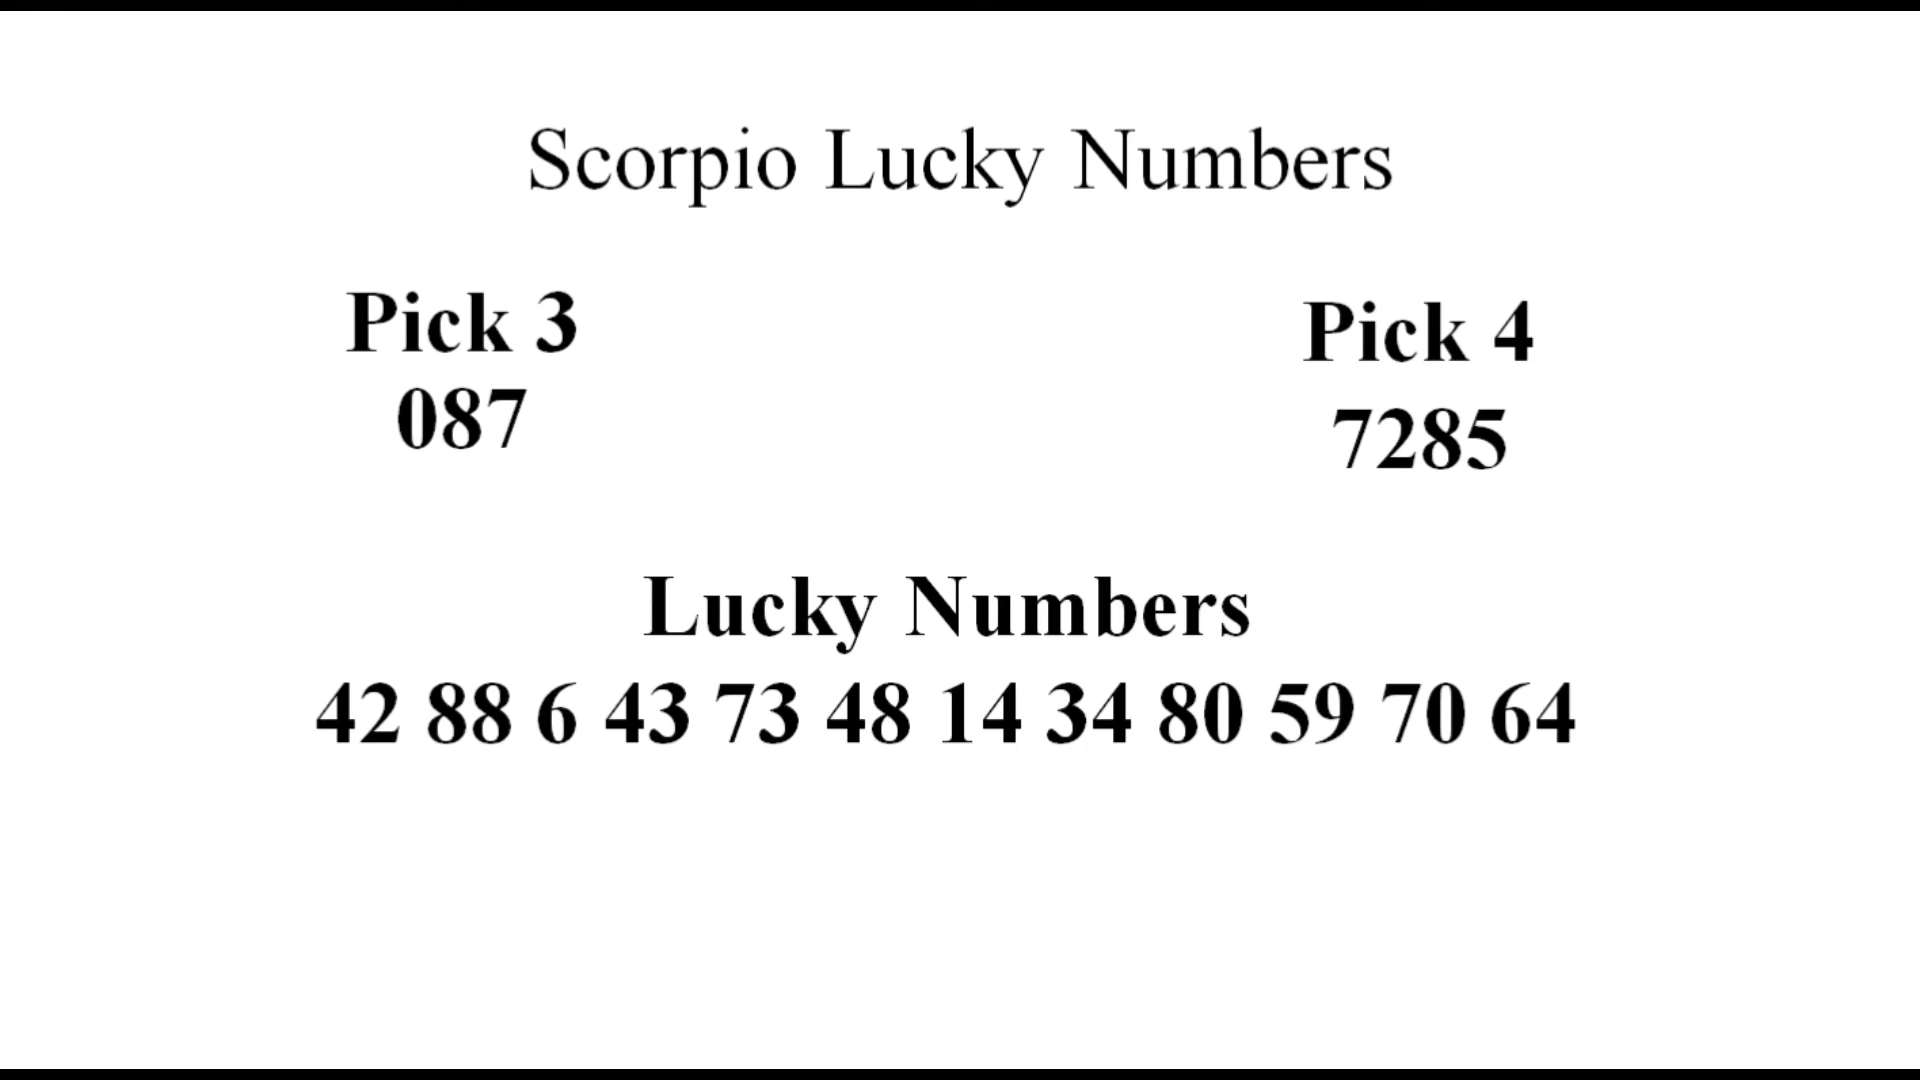 Scorpio Lucky Numbers
Pick 3
087
Pick 4
7285
Lucky Numbers
42 88 6 43 73 48 14 34 80 59 70 64